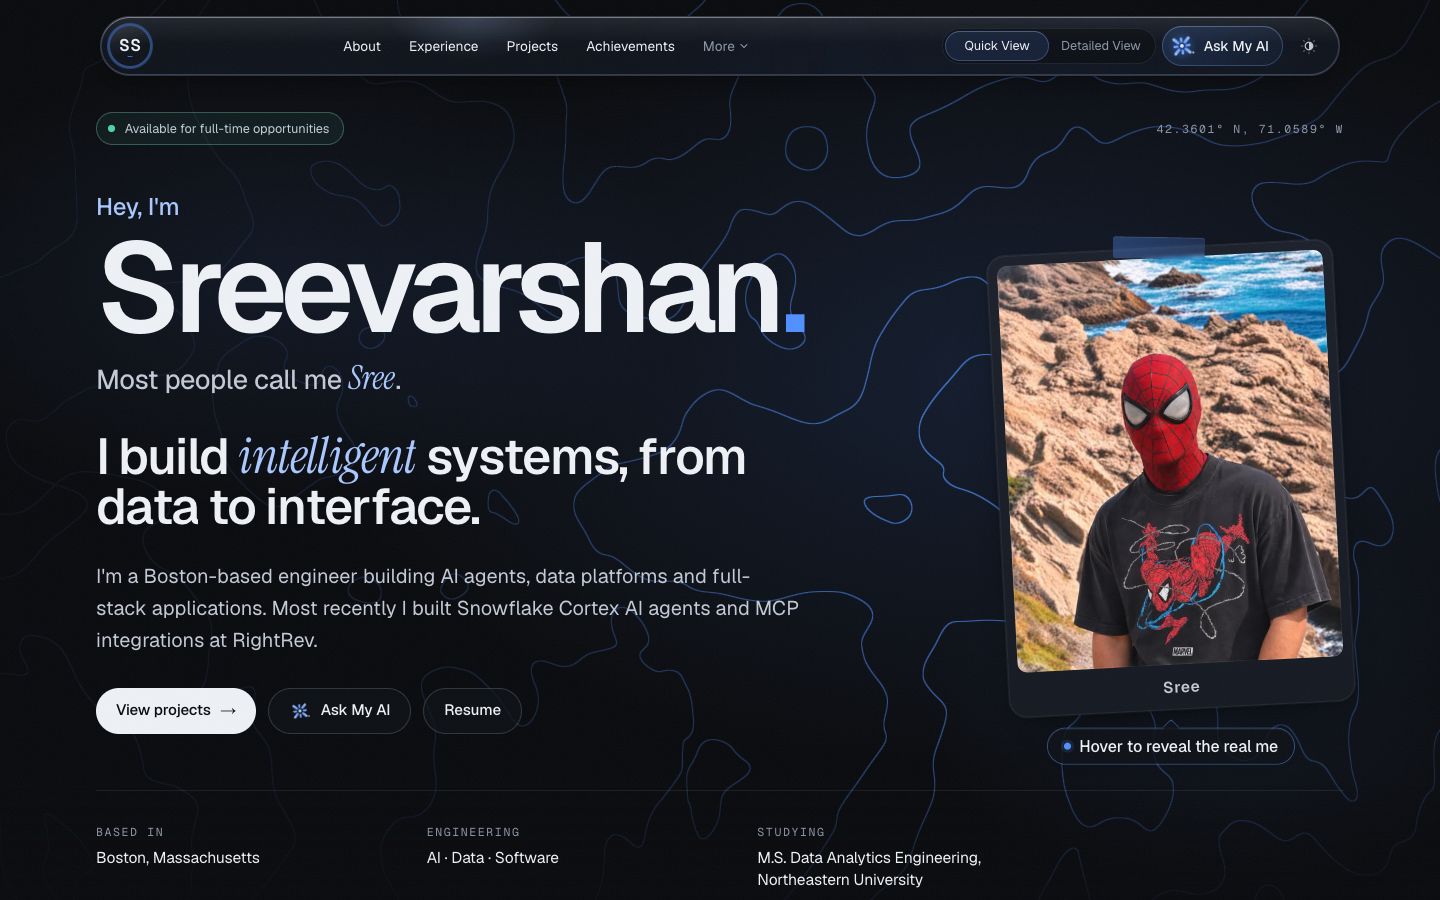 SS
About
Experience
Projects
Achievements
More
Quick View
Detailed View
Ask My AI
Available for full-time opportunities
42.3601° N, 71.0589° W
Hey, I'm
Sreevarshan.
Most people call me Sree.
I build intelligent systems, from
data to interface.
I'm a Boston-based engineer building AI agents, data platforms and full-
stack applications. Most recently I built Snowflake Cortex AI agents and MCP
integrations at RightRev.
View projects →
Ask My AI
Resume
MARVEL
Sree
Hover to reveal the real me
BASED IN
Boston, Massachusetts
ENGINEERING
AI · Data · Software
STUDYING
M.S. Data Analytics Engineering,
Northeastern University